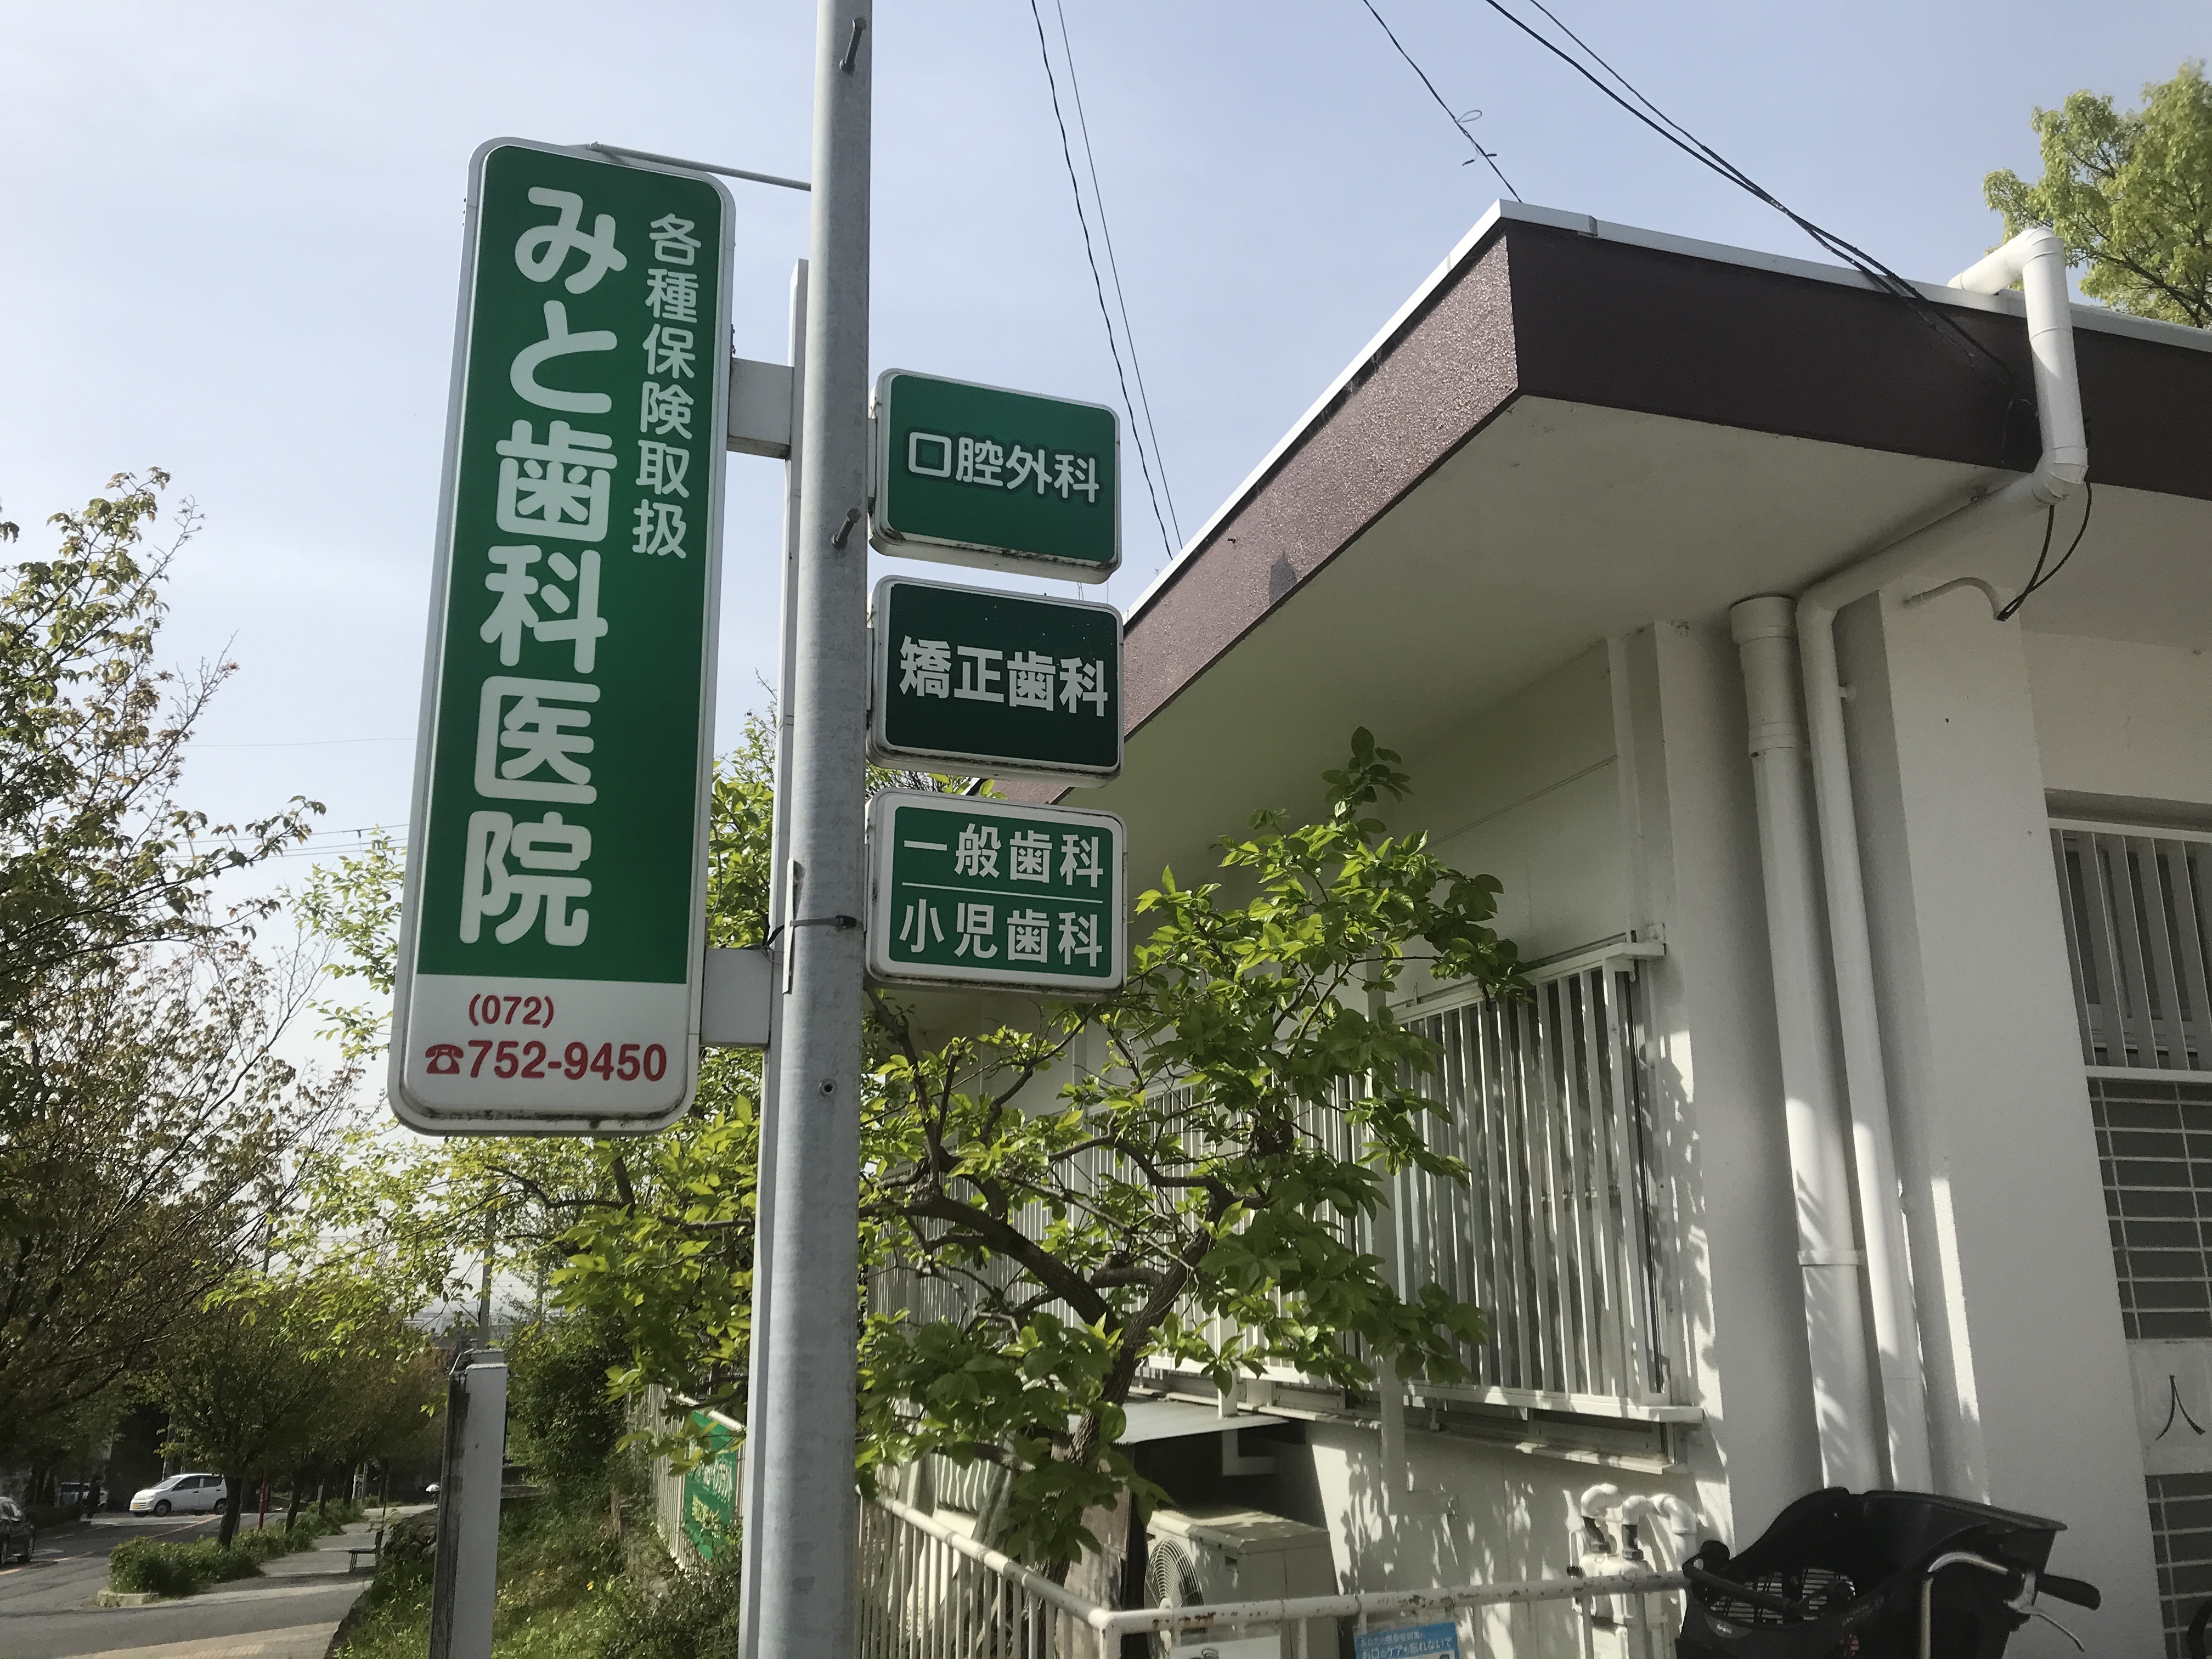 各種保険取扱
みと歯科医院
(072)
☎752-9450
口腔外科
矯正歯科
一般歯科
小児歯科